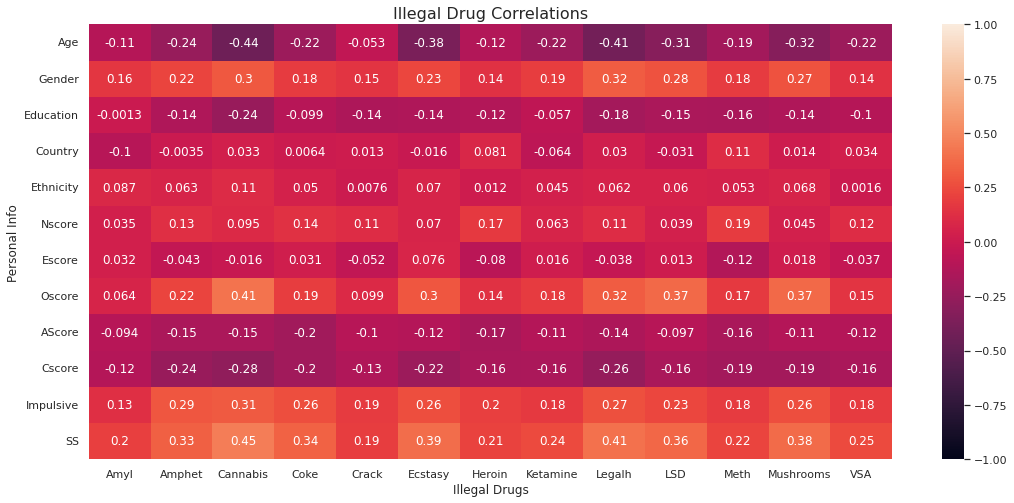 Illegal Drug Correlations
Personal Info
Age -0.11 -0.24 -0.44 -0.22 -0.053 -0.38 -0.12 -0.22 -0.41 -0.31 -0.19 -0.32 -0.22
Gender 0.16 0.22 0.3 0.18 0.15 0.23 0.14 0.19 0.32 0.28 0.18 0.27 0.14
Education -0.0013 -0.14 -0.24 -0.099 -0.14 -0.14 -0.12 -0.057 -0.18 -0.15 -0.16 -0.14 -0.1
Country -0.1 -0.0035 0.033 0.0064 0.013 -0.016 0.081 -0.064 0.03 -0.031 0.11 0.014 0.034
Ethnicity 0.087 0.063 0.11 0.05 0.0076 0.07 0.012 0.045 0.062 0.06 0.053 0.068 0.0016
Nscore 0.035 0.13 0.095 0.14 0.11 0.07 0.17 0.063 0.11 0.039 0.19 0.045 0.12
Escore 0.032 -0.043 -0.016 0.031 -0.052 0.076 -0.08 0.016 -0.038 0.013 -0.12 0.018 -0.037
Oscore 0.064 0.22 0.41 0.19 0.099 0.3 0.14 0.18 0.32 0.37 0.17 0.37 0.15
AScore -0.094 -0.15 -0.15 -0.2 -0.1 -0.12 -0.17 -0.11 -0.14 -0.097 -0.16 -0.11 -0.12
Cscore -0.12 -0.24 -0.28 -0.2 -0.13 -0.22 -0.16 -0.16 -0.26 -0.16 -0.19 -0.19 -0.16
Impulsive 0.13 0.29 0.31 0.26 0.19 0.26 0.2 0.18 0.27 0.23 0.18 0.26 0.18
SS 0.2 0.33 0.45 0.34 0.19 0.39 0.21 0.24 0.41 0.36 0.22 0.38 0.25
Amyl Amphet Cannabis Coke Crack Ecstasy Heroin Ketamine Legalh LSD Meth Mushrooms VSA
Illegal Drugs
1.00
0.75
0.50
0.25
0.00
−0.25
−0.50
−0.75
−1.00